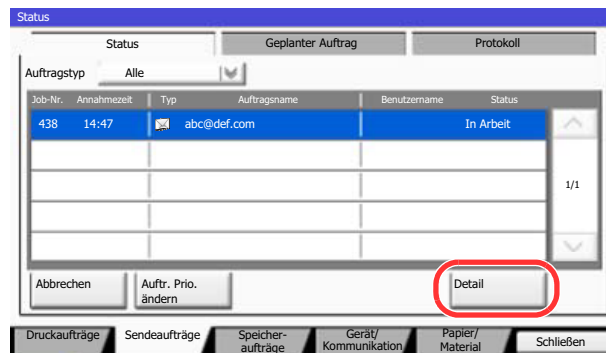 Status
Status Geplanter Auftrag Protokoll
Auftragstyp Alle
Job-Nr. Annahmezeit Typ Auftragsname Benutzername Status
438 14:47 abc@def.com In Arbeit
1/1
Abbrechen Auftr. Prio. Detail
ändern
Druckaufträge Sendeaufträge Speicher- Gerät/ Papier/ Schließen
aufträge Kommunikation Material